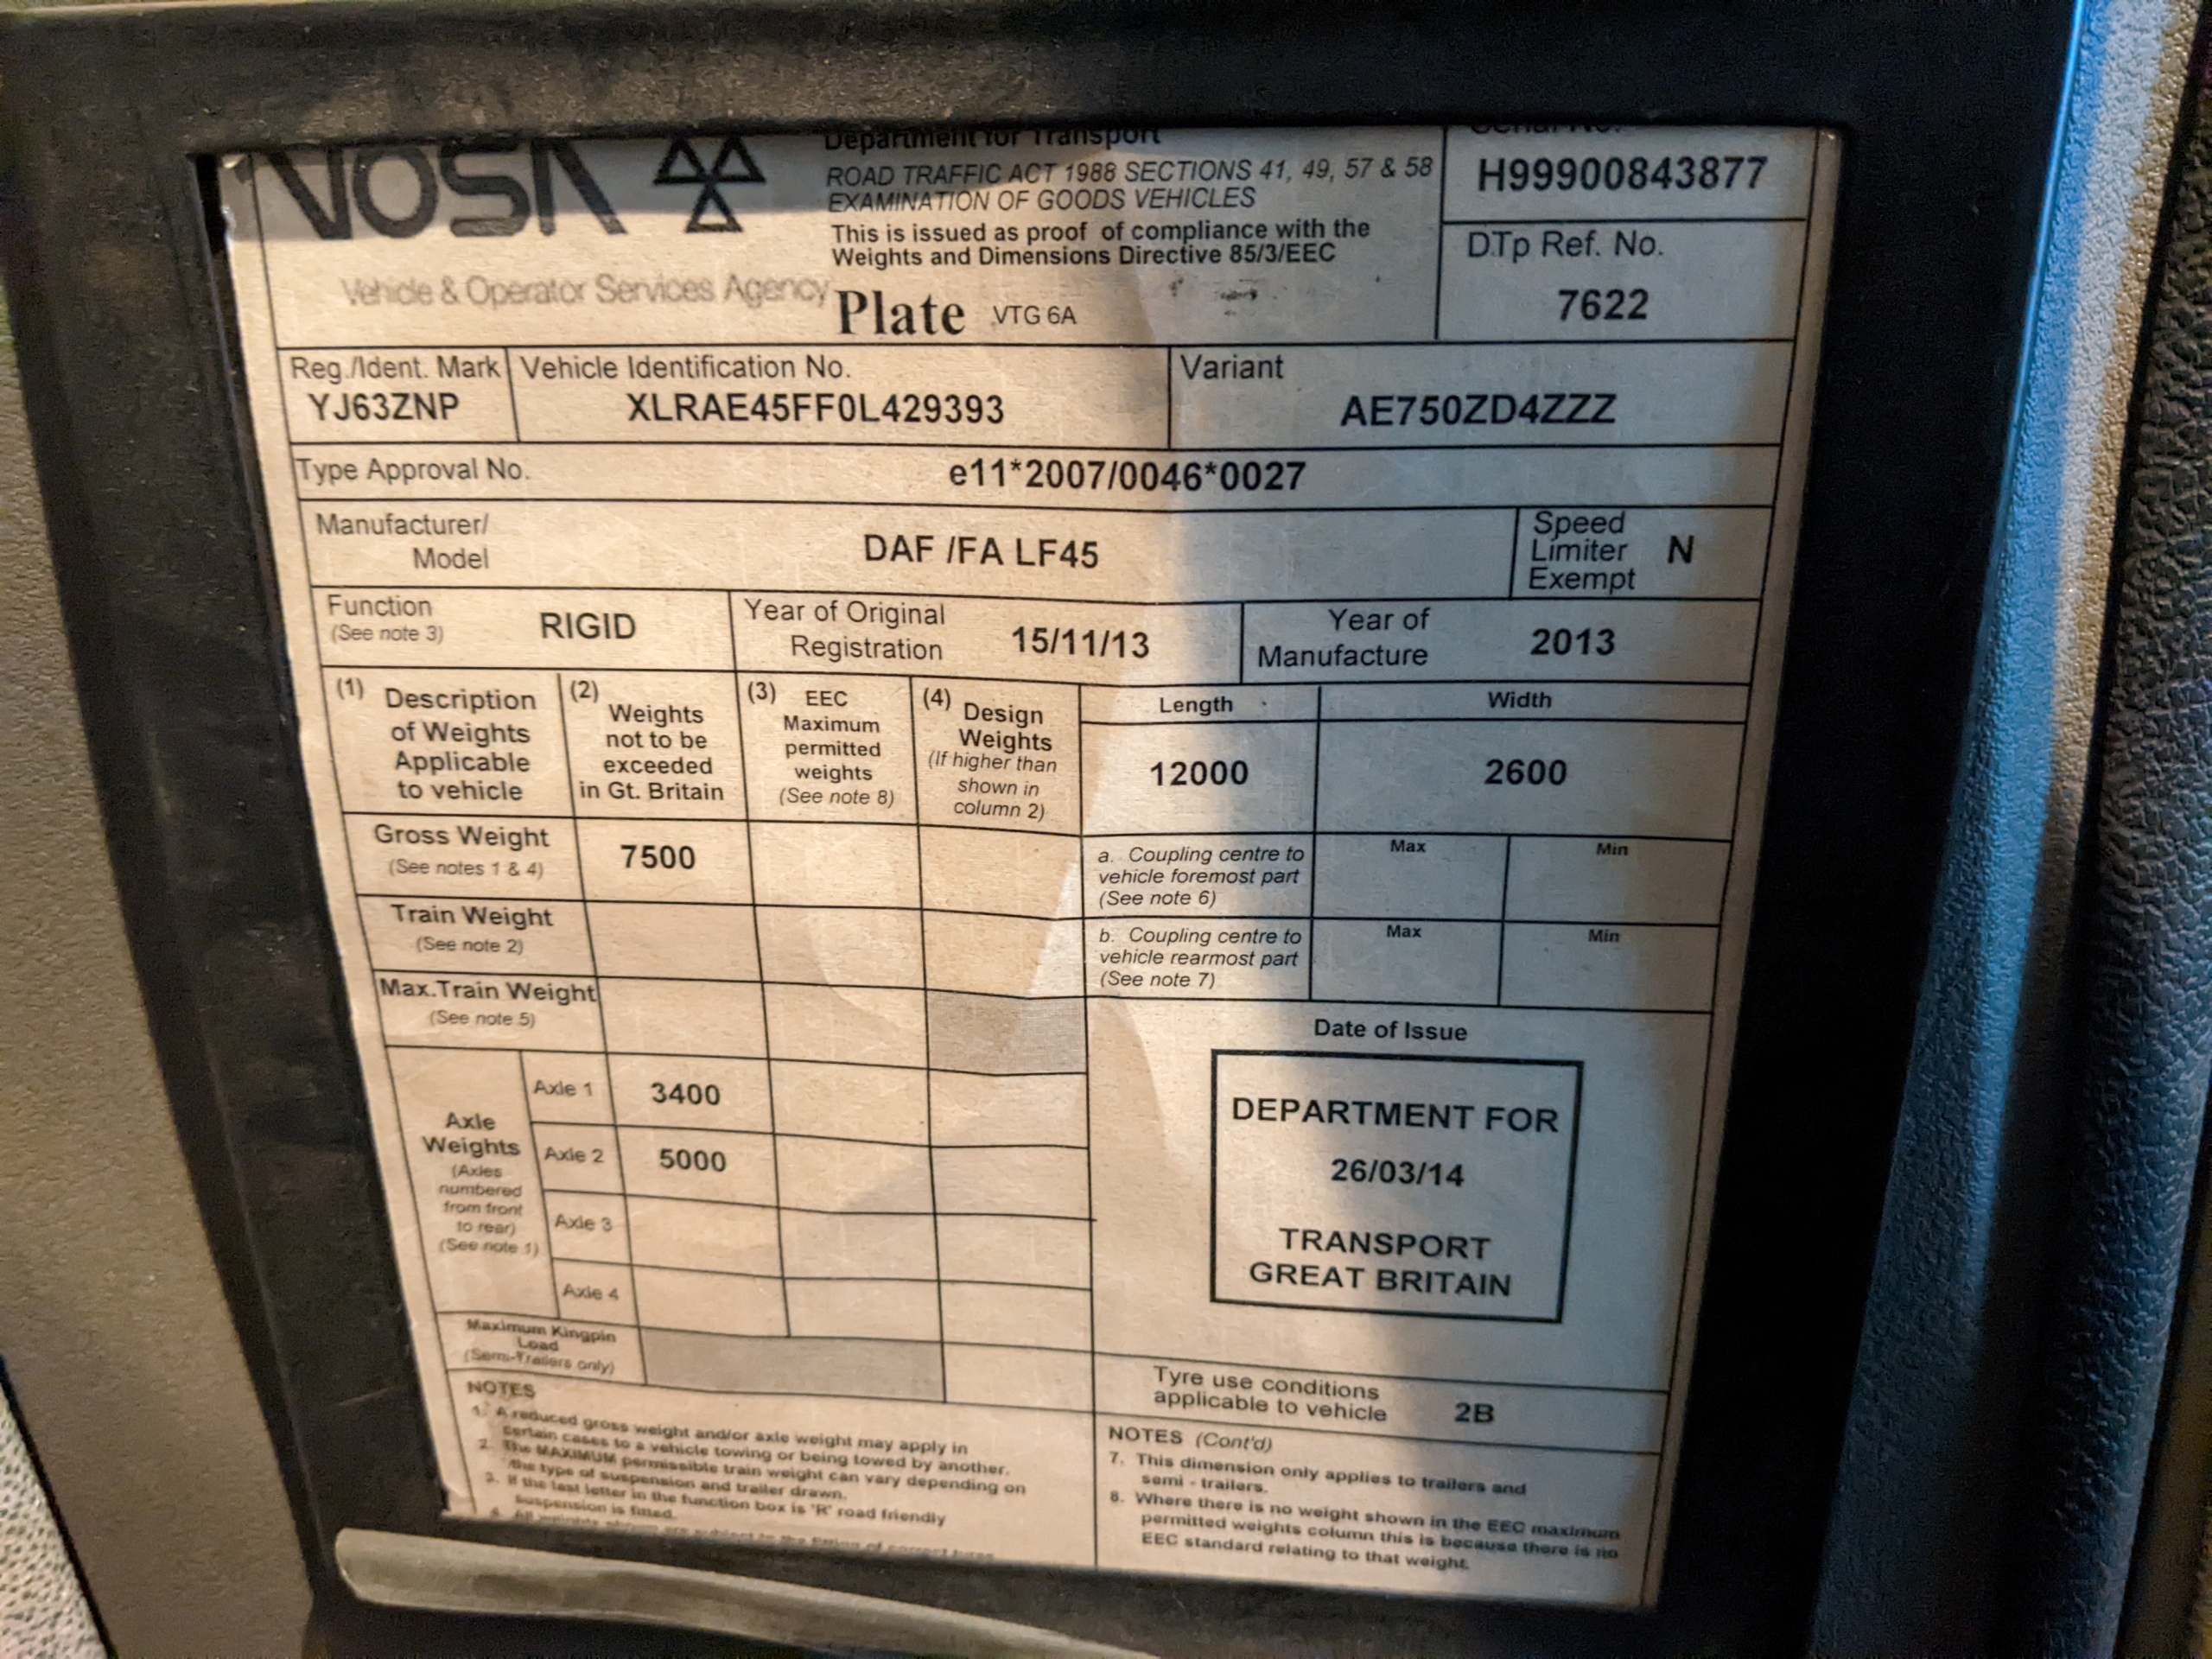 VOSA
Department for Transport
ROAD TRAFFIC ACT 1988 SECTIONS 41, 49, 57 & 58
EXAMINATION OF GOODS VEHICLES
This is issued as proof of compliance with the
Weights and Dimensions Directive 85/3/EEC
Vehicle & Operator Services Agency
Plate VTG 6A
Serial No.
H99900843877
D.Tp Ref. No.
7622
Reg./Ident. Mark
YJ63ZNP
Vehicle Identification No.
XLRAE45FF0L429393
Variant
AE750ZD4ZZZ
Type Approval No.
e11*2007/0046*0027
Manufacturer/
Model
DAF /FA LF45
Speed
Limiter
Exempt
N
Function
(See note 3)
RIGID
Year of Original
Registration
15/11/13
Year of
Manufacture
2013
(1) Description
of Weights
Applicable
to vehicle
(2) Weights
not to be
exceeded
in Gt. Britain
(3) EEC
Maximum
permitted
weights
(See note 8)
(4) Design
Weights
(If higher than
shown in
column 2)
Length
12000
Width
2600
Gross Weight
(See notes 1 & 4)
7500
a. Coupling centre to
vehicle foremost part
(See note 6)
Max
Min
Train Weight
(See note 2)
b. Coupling centre to
vehicle rearmost part
(See note 7)
Max
Min
Max.Train Weight
(See note 5)
Axle
Weights
(Axles
numbered
from front
to rear)
(See note 1)
Axle 1
3400
Axle 2
5000
Axle 3
Axle 4
Maximum Kingpin
Load
(Semi-Trailers only)
Date of Issue
DEPARTMENT FOR
26/03/14
TRANSPORT
GREAT BRITAIN
Tyre use conditions
applicable to vehicle
2B
NOTES
1. A reduced gross weight and/or axle weight may apply in
certain cases to a vehicle towing or being towed by another.
2. The MAXIMUM permissible train weight can vary depending on
the type of suspension and trailer drawn.
3. If the last letter in the function box is 'R' road friendly
suspension is fitted.
4. All weights shown are subject to the fitting of correct tyres
NOTES (Cont'd)
7. This dimension only applies to trailers and
semi - trailers.
8. Where there is no weight shown in the EEC maximum
permitted weights column this is because there is no
EEC standard relating to that weight.